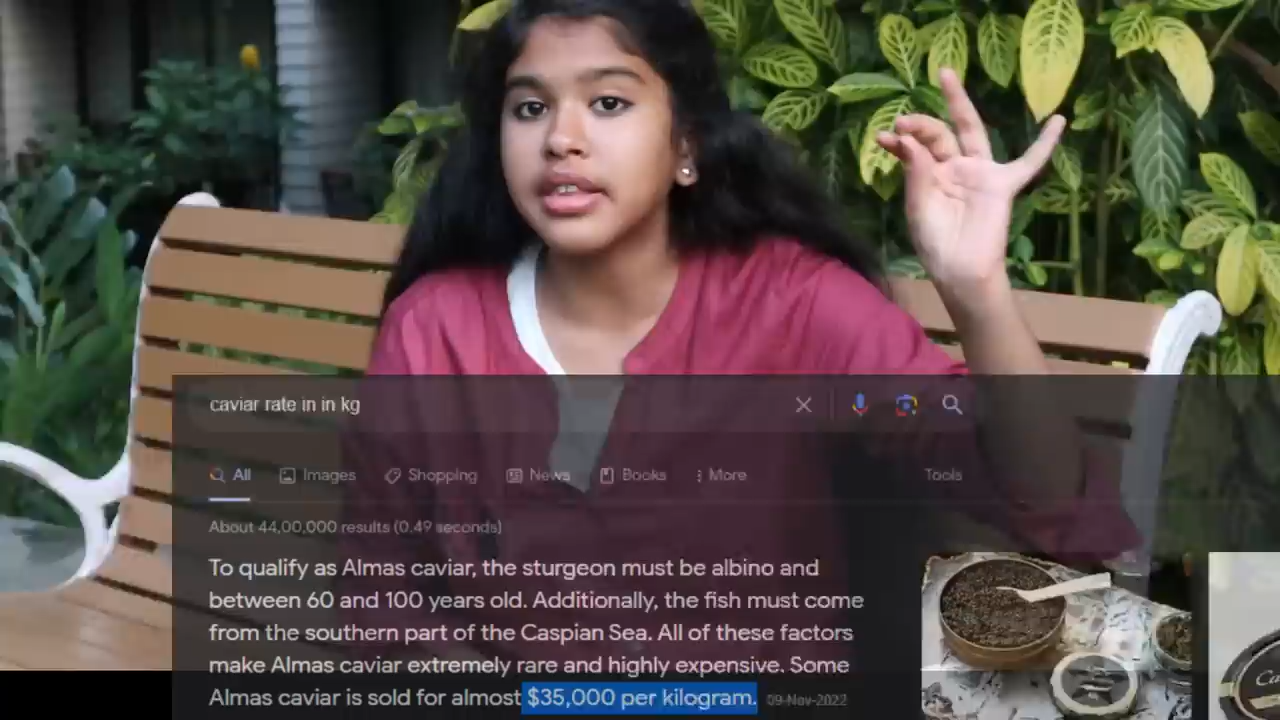 caviar rate in in kg
All Images Shopping News Books More Tools
About 44,00,000 results (0.49 seconds)
To qualify as Almas caviar, the sturgeon must be albino and
between 60 and 100 years old. Additionally, the fish must come
from the southern part of the Caspian Sea. All of these factors
make Almas caviar extremely rare and highly expensive. Some
Almas caviar is sold for almost $35,000 per kilogram. 09-Nov-2022